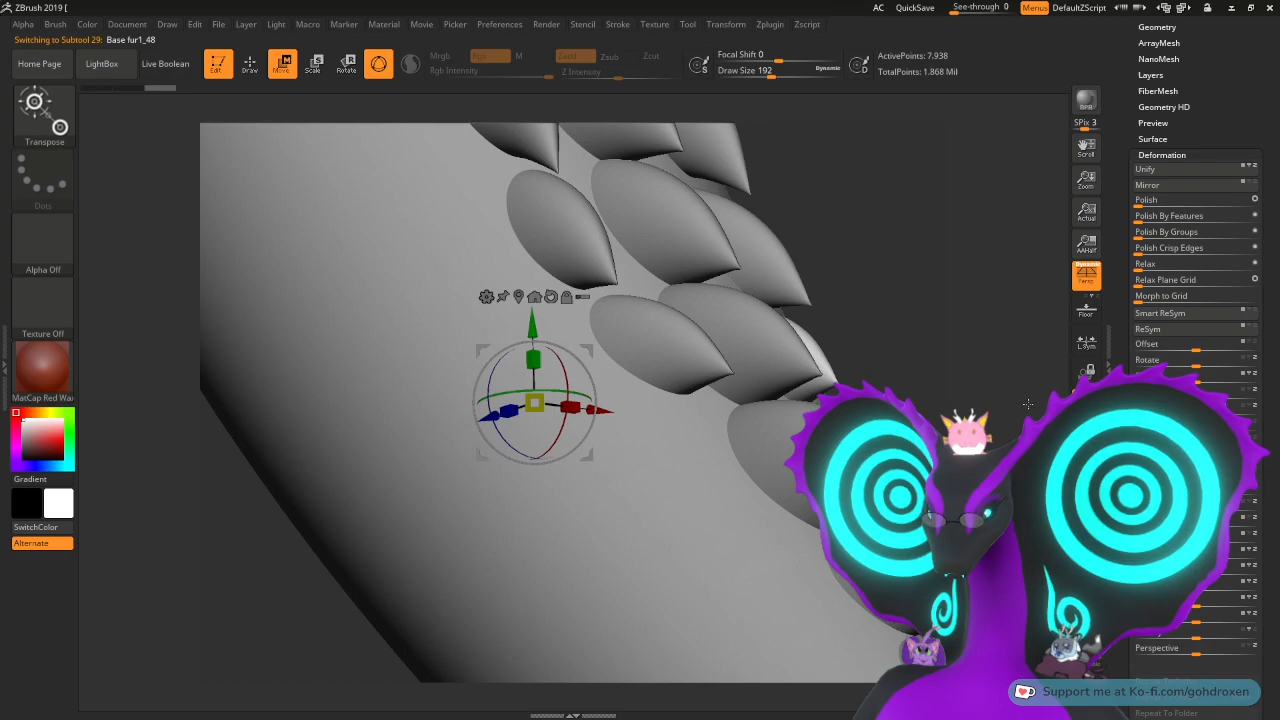 ZBrush 2019 [
AC QuickSave See-through 0 Menus DefaultZScript
Alpha Brush Color Document Draw Edit File Layer Light Macro Marker Material Movie Picker Preferences Render Stencil Stroke Texture Tool Transform Zplugin Zscript
Switching to Subtool 29: Base fur1_48
Home Page LightBox Live Boolean Edit Draw Move Scale Rotate
Mrgb Rgb M Zadd Zsub Zcut
Rgb Intensity Z Intensity
Focal Shift 0
Draw Size 192 Dynamic
S
D
ActivePoints: 7.938
TotalPoints: 1.868 Mil
Transpose
Dots
Alpha Off
Texture Off
MatCap Red Wax
Gradient
SwitchColor
Alternate
BPR
SPix 3
Scroll
Zoom
Actual
AAHalf
Dynamic
Persp
Floor
L.Sym
Geometry
ArrayMesh
NanoMesh
Layers
FiberMesh
Geometry HD
Preview
Surface
Deformation
Unify
Mirror
Polish
Polish By Features
Polish By Groups
Polish Crisp Edges
Relax
Relax Plane Grid
Morph to Grid
Smart ReSym
ReSym
Offset
Rotate
Perspective
Repeat To Folder
Support me at Ko-fi.com/gohdroxen